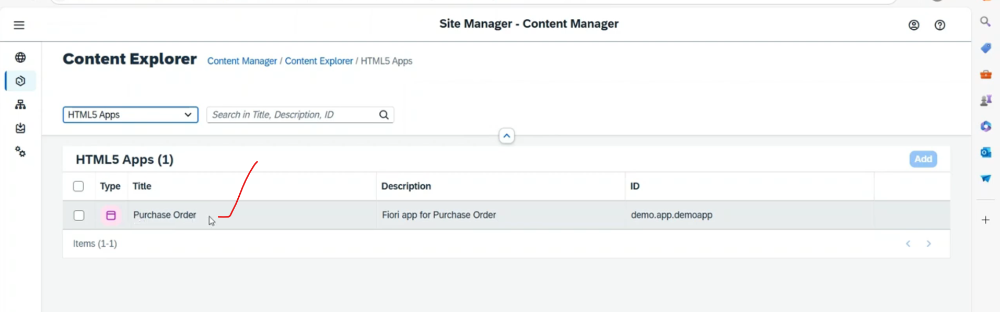 Site Manager - Content Manager
Content Explorer Content Manager / Content Explorer / HTML5 Apps
HTML5 Apps Search in Title, Description, ID
HTML5 Apps (1) Add
Type Title Description ID
Purchase Order Fiori app for Purchase Order demo.app.demoapp
Items (1-1)